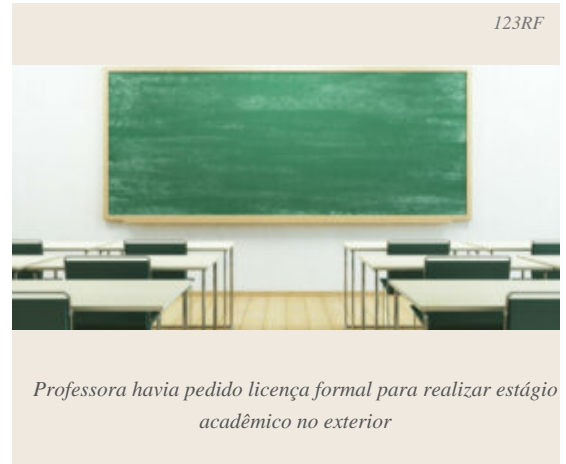 123RF
Professora havia pedido licença formal para realizar estágio
acadêmico no exterior